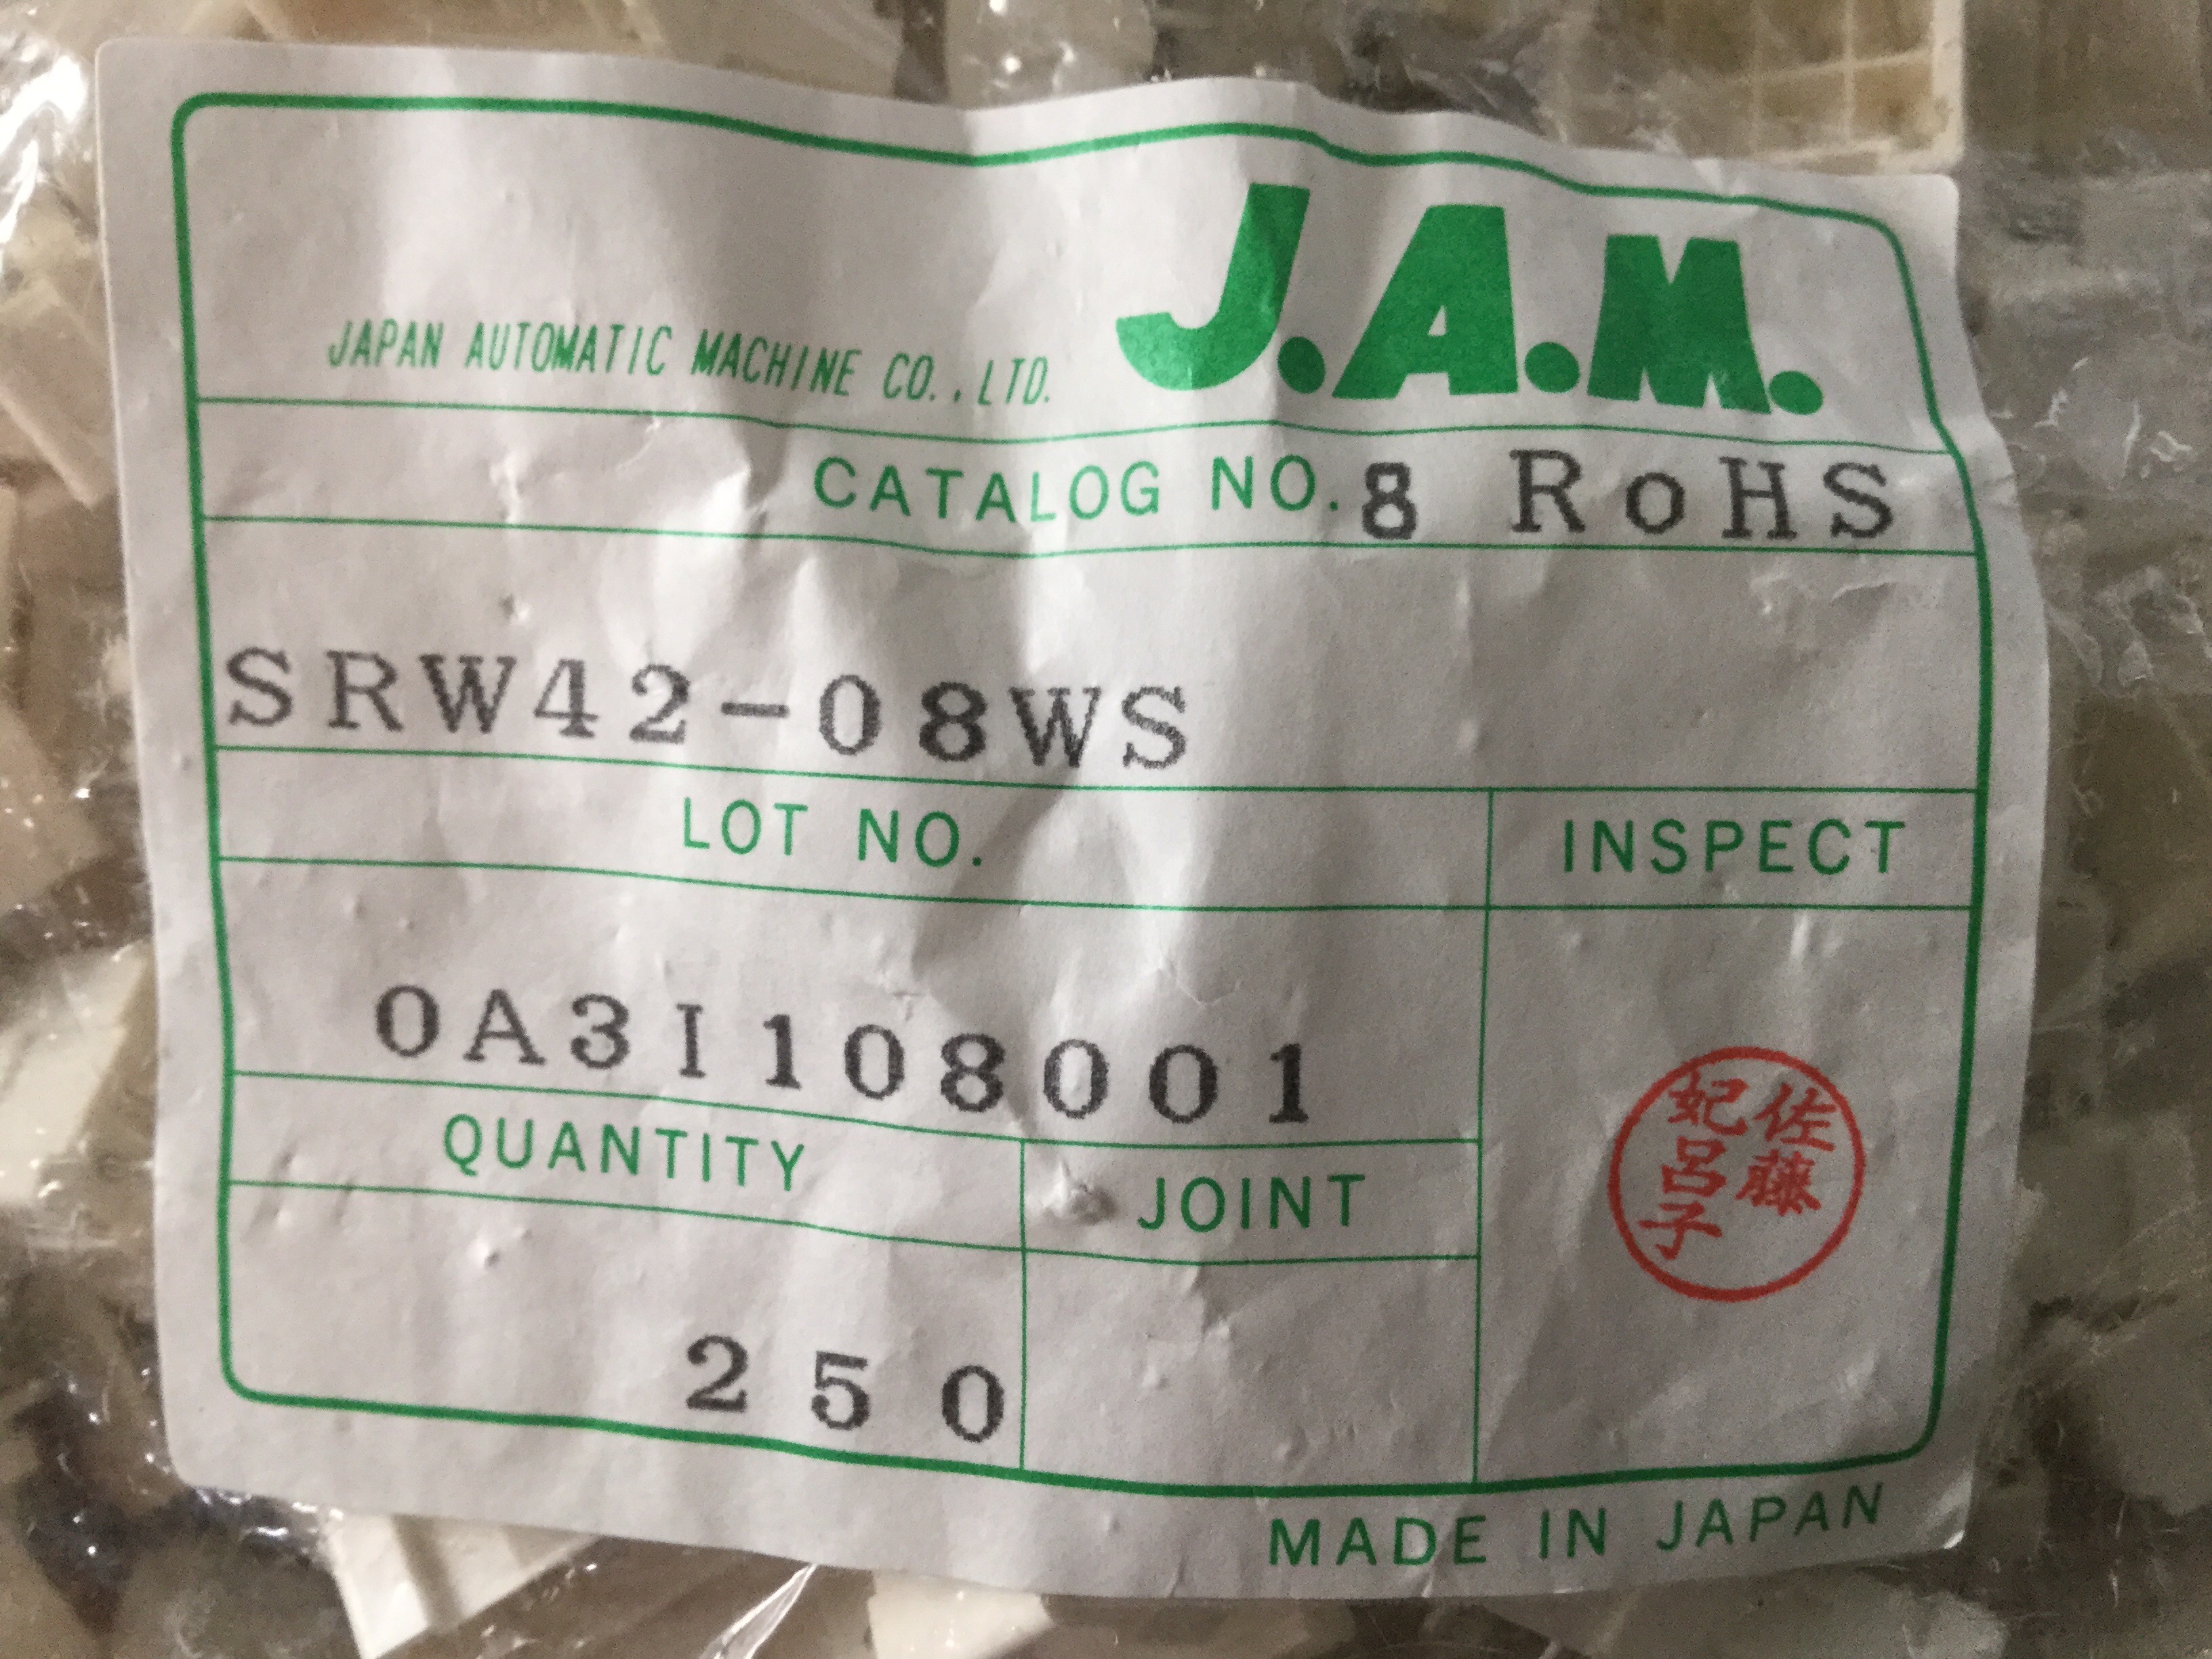 J.A.M.
JAPAN AUTOMATIC MACHINE CO.,LTD.
CATALOG NO. 8 RoHS
SRW42-08WS
LOT NO.
INSPECT
0A3I108001
佐藤
妃呂子
QUANTITY
JOINT
250
MADE IN JAPAN